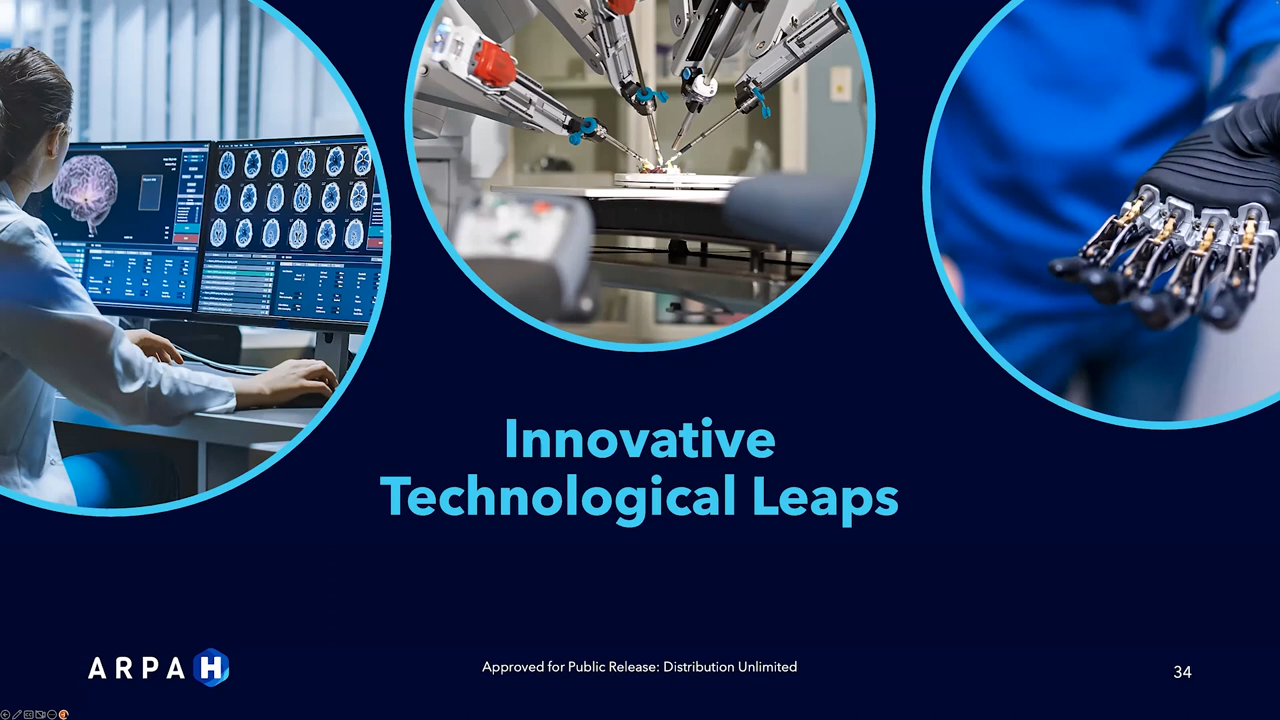 Innovative
Technological Leaps
ARPA H
Approved for Public Release: Distribution Unlimited
34